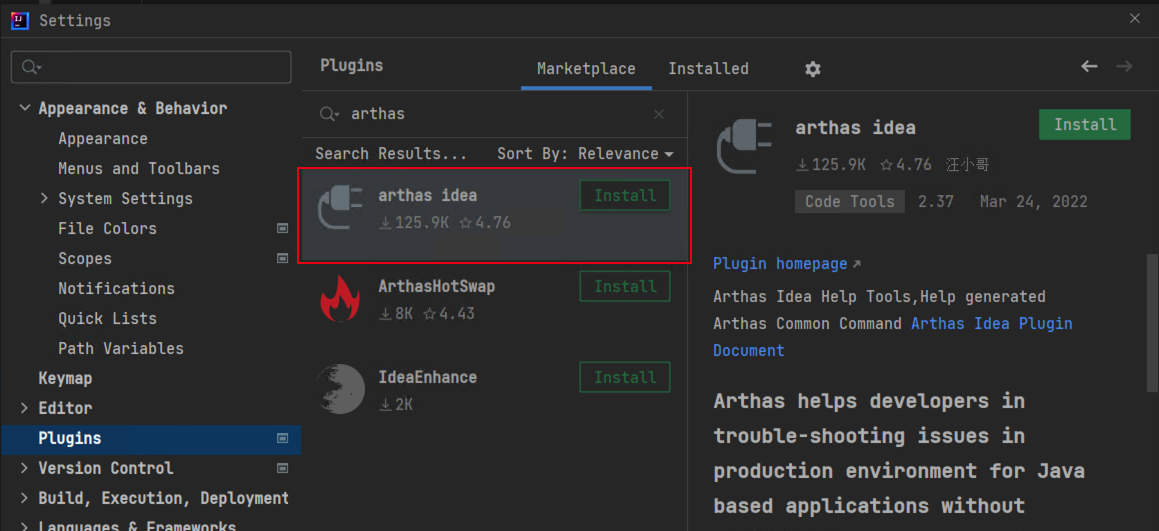 Settings
Appearance & Behavior
Appearance
Menus and Toolbars
System Settings
File Colors
Scopes
Notifications
Quick Lists
Path Variables
Keymap
Editor
Plugins
Version Control
Build, Execution, Deployment
Languages & Frameworks
Plugins
Marketplace
Installed
arthas
Search Results...
Sort By: Relevance
arthas idea
Install
125.9K
4.76
ArthasHotSwap
Install
8K
4.43
IdeaEnhance
Install
2K
arthas idea
Install
125.9K
4.76
汪小哥
Code Tools
2.37
Mar 24, 2022
Plugin homepage
Arthas Idea Help Tools,Help generated
Arthas Common Command Arthas Idea Plugin
Document
Arthas helps developers in
trouble-shooting issues in
production environment for Java
based applications without